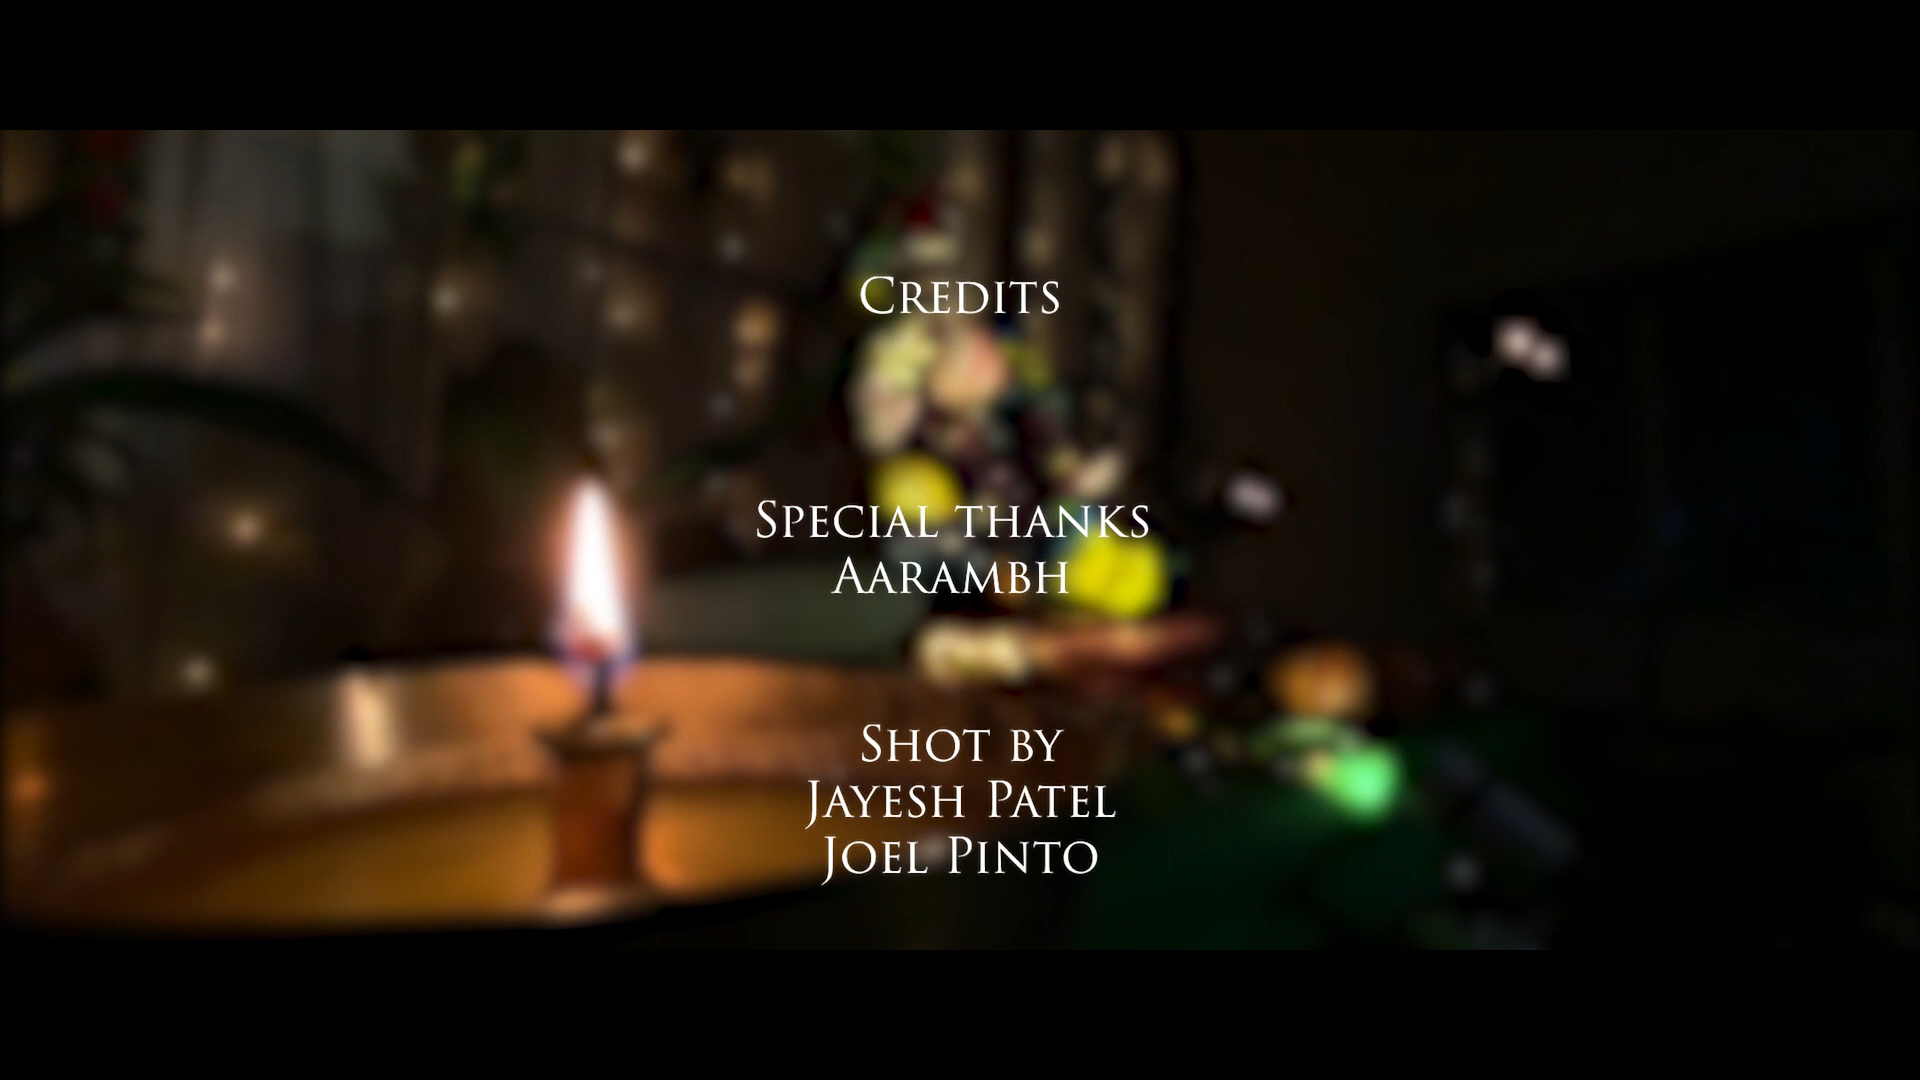 Credits
Special thanks
Aarambh
Shot by
Jayesh Patel
Joel Pinto